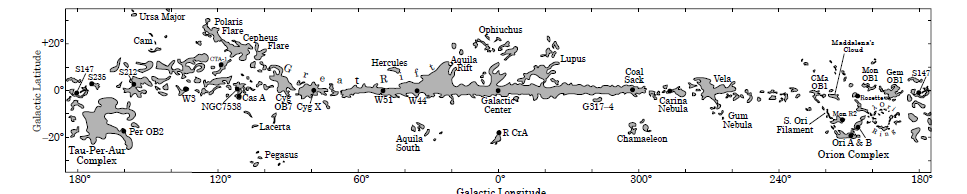 Ursa Major
Polaris
Flare
Cam
Cepheus
Flare
CTA-1
S147
S235
S212
W3
NGC7538
Cas A
Cyg
OB7
Cyg X
Great Rift
Hercules
W51
W44
Aquila
Rift
Ophiuchus
Lupus
Galactic
Center
G317-4
Coal
Sack
Carina
Nebula
Vela
Gum
Nebula
Maddalena's
Cloud
CMa
OB1
Mon
OB1
Gem
OB1
S147
Rosette
Mon R2
S. Ori
Filament
Ori A & B
Orion Complex
Per OB2
Tau-Per-Aur
Complex
Lacerta
Pegasus
Aquila
South
R CrA
Chamaeleon
+20°
0°
−20°
Galactic Latitude
180° 120° 60° 0° 300° 240° 180°
Galactic Longitude